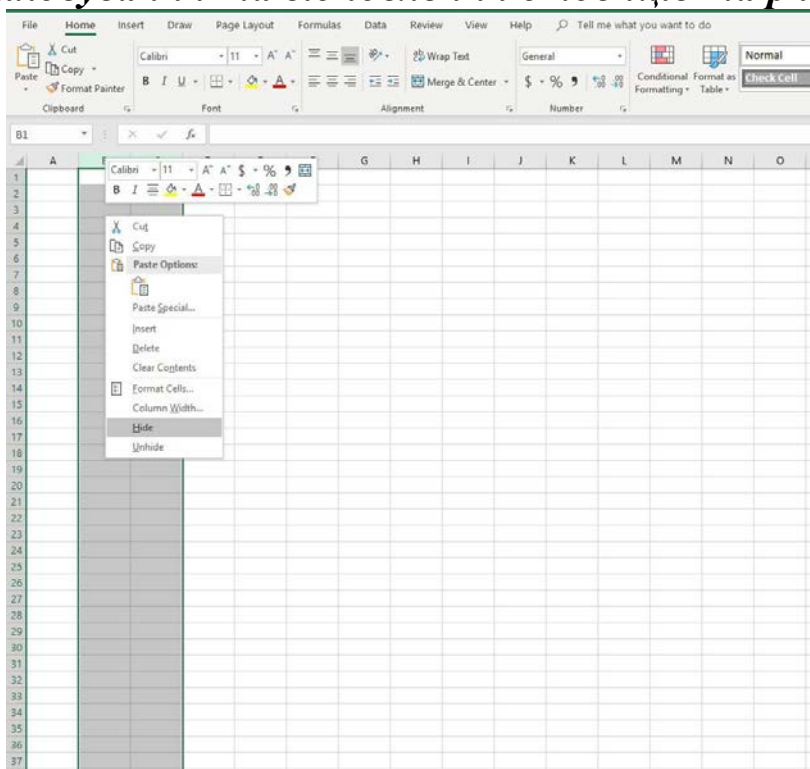 File Home Insert Draw Page Layout Formulas Data Review View Help Tell me what you want to do
Cut
Copy
Format Painter
Paste
Clipboard
Calibri 11 A^ A˅
B I U A
Font
Wrap Text
Merge & Center
Alignment
General
$ % 9
Number
Conditional Formatting
Format as Table
Normal
Check Cell
B1 fx
A G H I J K L M N O
Calibri 11 A^ A˅ $ % 9
B I A
Cut
Copy
Paste Options:
Paste Special...
Insert
Delete
Clear Contents
Format Cells...
Column Width...
Hide
Unhide
1
2
3
4
5
6
7
8
9
10
11
12
13
14
15
16
17
18
19
20
21
22
23
24
25
26
27
28
29
30
31
32
33
34
35
36
37